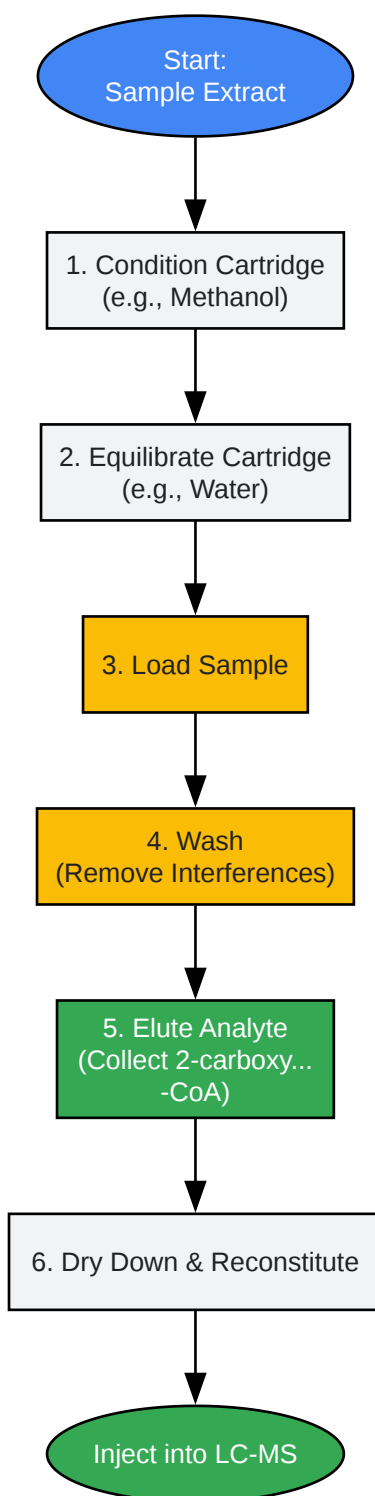 Start:
Sample Extract
1. Condition Cartridge
(e.g., Methanol)
2. Equilibrate Cartridge
(e.g., Water)
3. Load Sample
4. Wash
(Remove Interferences)
5. Elute Analyte
(Collect 2-carboxy...
-CoA)
6. Dry Down & Reconstitute
Inject into LC-MS